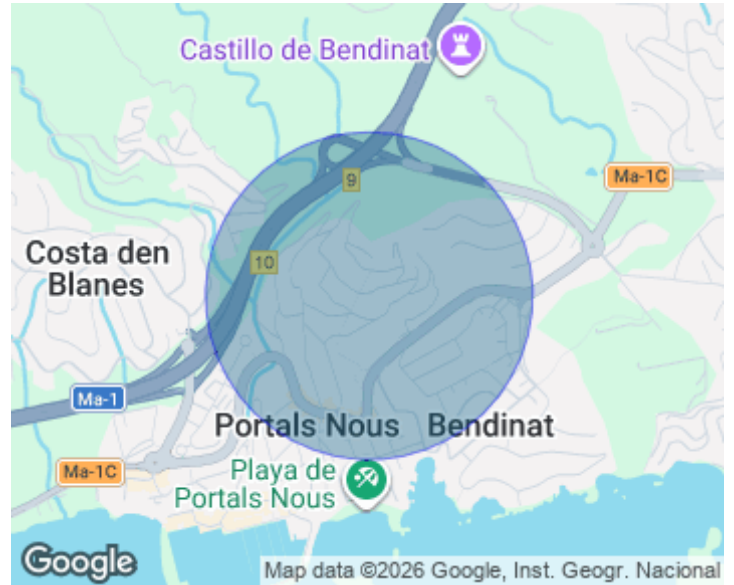 Castillo de Bendinat
9
Ma-1C
Costa den
Blanes
10
Ma-1
Portals Nous
Bendinat
Ma-1C
Playa de
Portals Nous
Google
Map data ©2026 Google, Inst. Geogr. Nacional